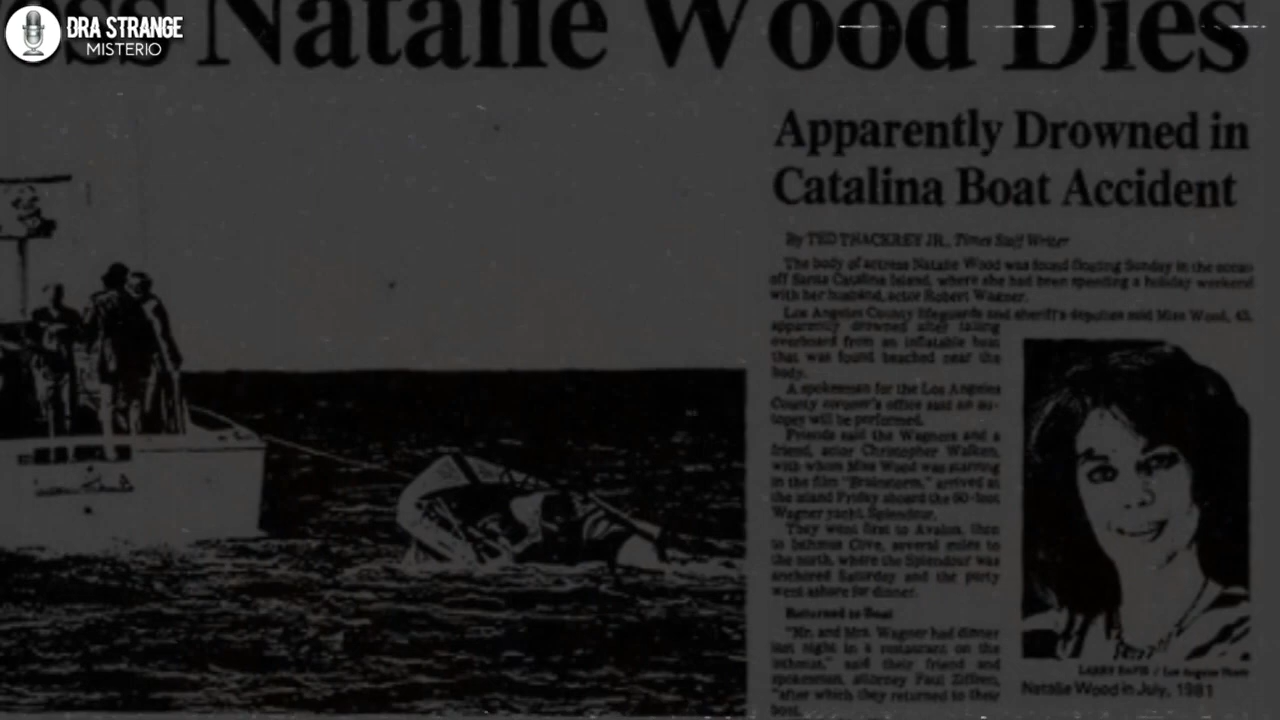 DRA STRANGE
MISTERIO
ess Natalie Wood Dies
Apparently Drowned in
Catalina Boat Accident
By TED THACKREY JR., Times Staff Writer
The body of actress Natalie Wood was found floating Sunday in the ocean
off Santa Catalina Island, where she had been spending a holiday weekend
with her husband, actor Robert Wagner.
Los Angeles County lifeguards and sheriff's deputies said Miss Wood, 43,
apparently drowned after falling
overboard from an inflatable boat
that was found beached near the
body.
A spokesman for the Los Angeles
County coroner's office said an au-
topsy will be performed.
Friends said the Wagners and a
friend, actor Christopher Walken,
with whom Miss Wood was starring
in the film "Brainstorm," arrived at
the island Friday aboard the 60-foot
Wagner yacht, Splendour.
They went first to Avalon, then
to Isthmus Cove, several miles to
the north, where the Splendour was
anchored Saturday and the party
went ashore for dinner.
Returned to Boat
"Mr. and Mrs. Wagner had dinner
last night in a restaurant on the
isthmus," said their friend and
spokesman, attorney Paul Ziffren,
"after which they returned to their
boat.
LARRY DAVIS / Los Angeles Times
Natalie Wood in July, 1981